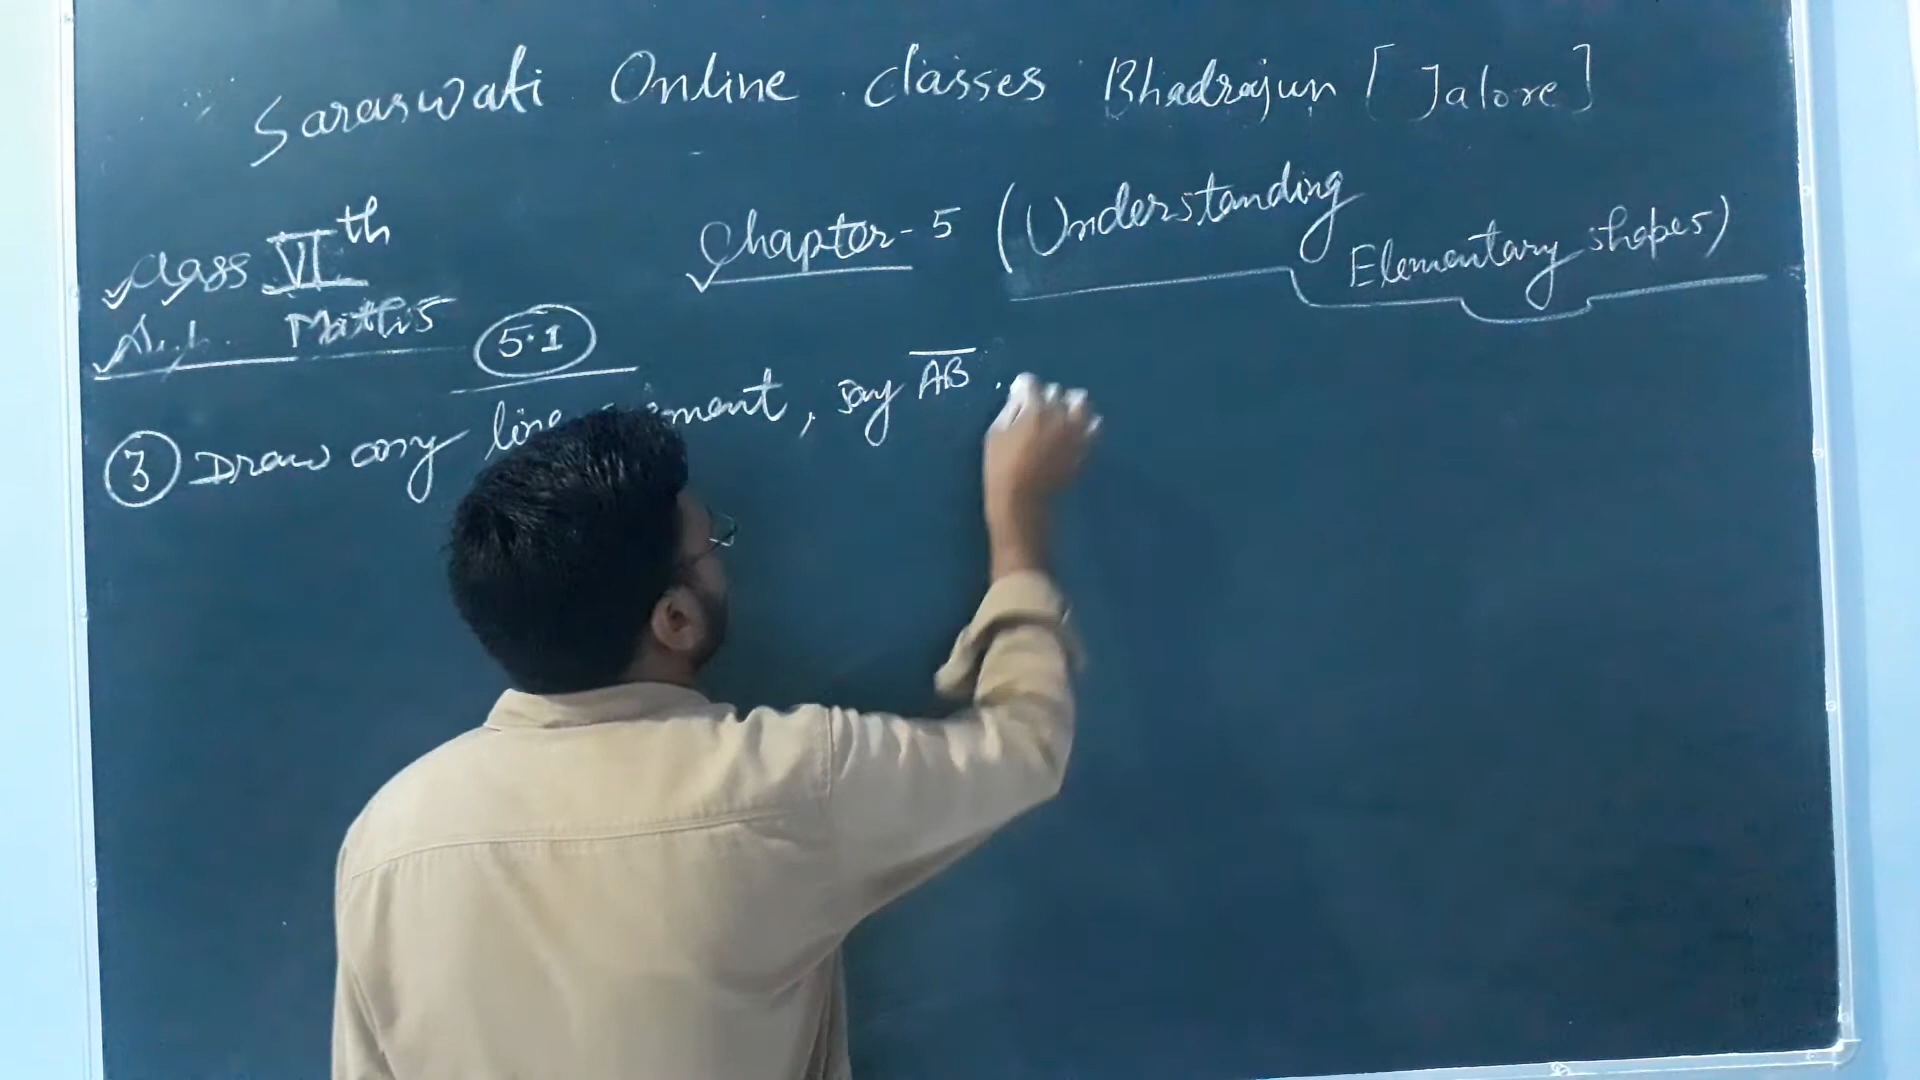 Saraswati Online classes Bhadrajun [Jalore]
Class VIth
Chapter-5 (Understanding
Elementary shapes)
Sub. Maths
5.1
③ Draw any line ment, say AB.